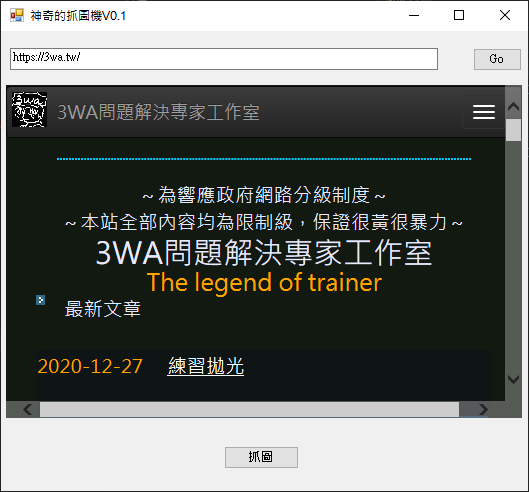 神奇的抓圖機V0.1
https://3wa.tw/
Go
3WA問題解決專家工作室
～為響應政府網路分級制度～
～本站全部內容均為限制級，保證很黃很暴力～
3WA問題解決專家工作室
The legend of trainer
最新文章
2020-12-27 練習拋光
抓圖